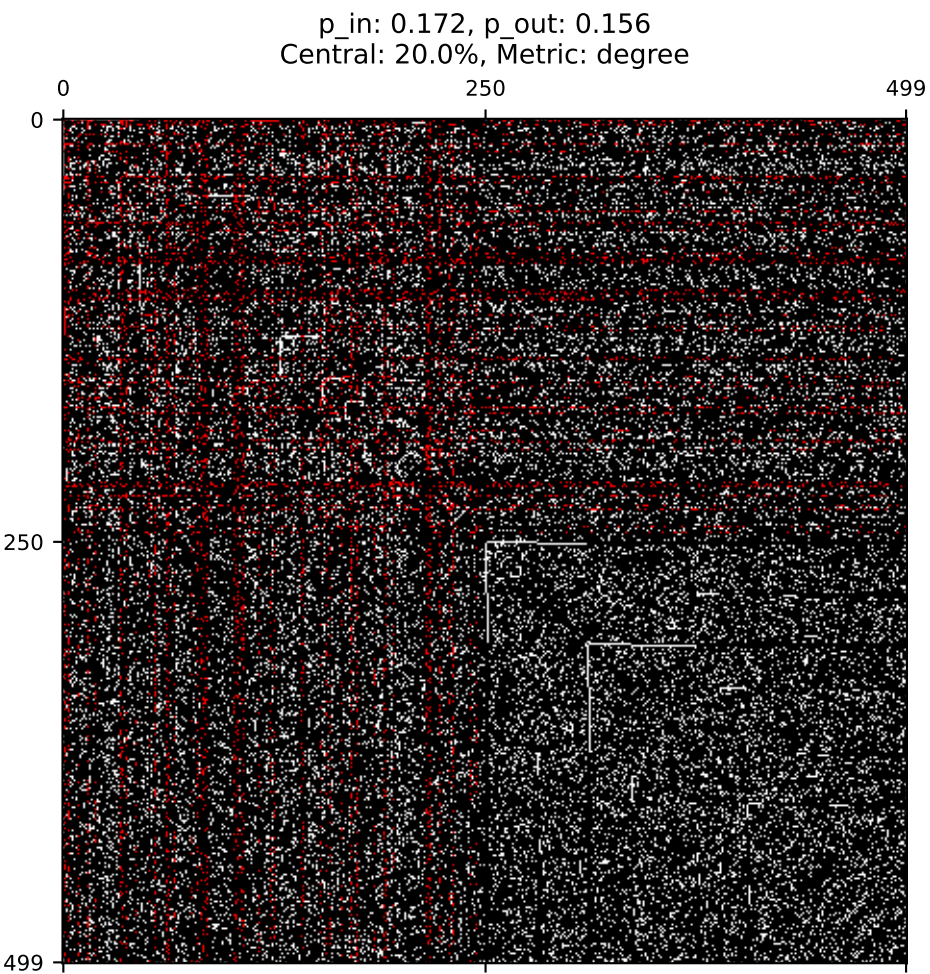 p_in: 0.172, p_out: 0.156
Central: 20.0%, Metric: degree
0 250 499
0
250
499